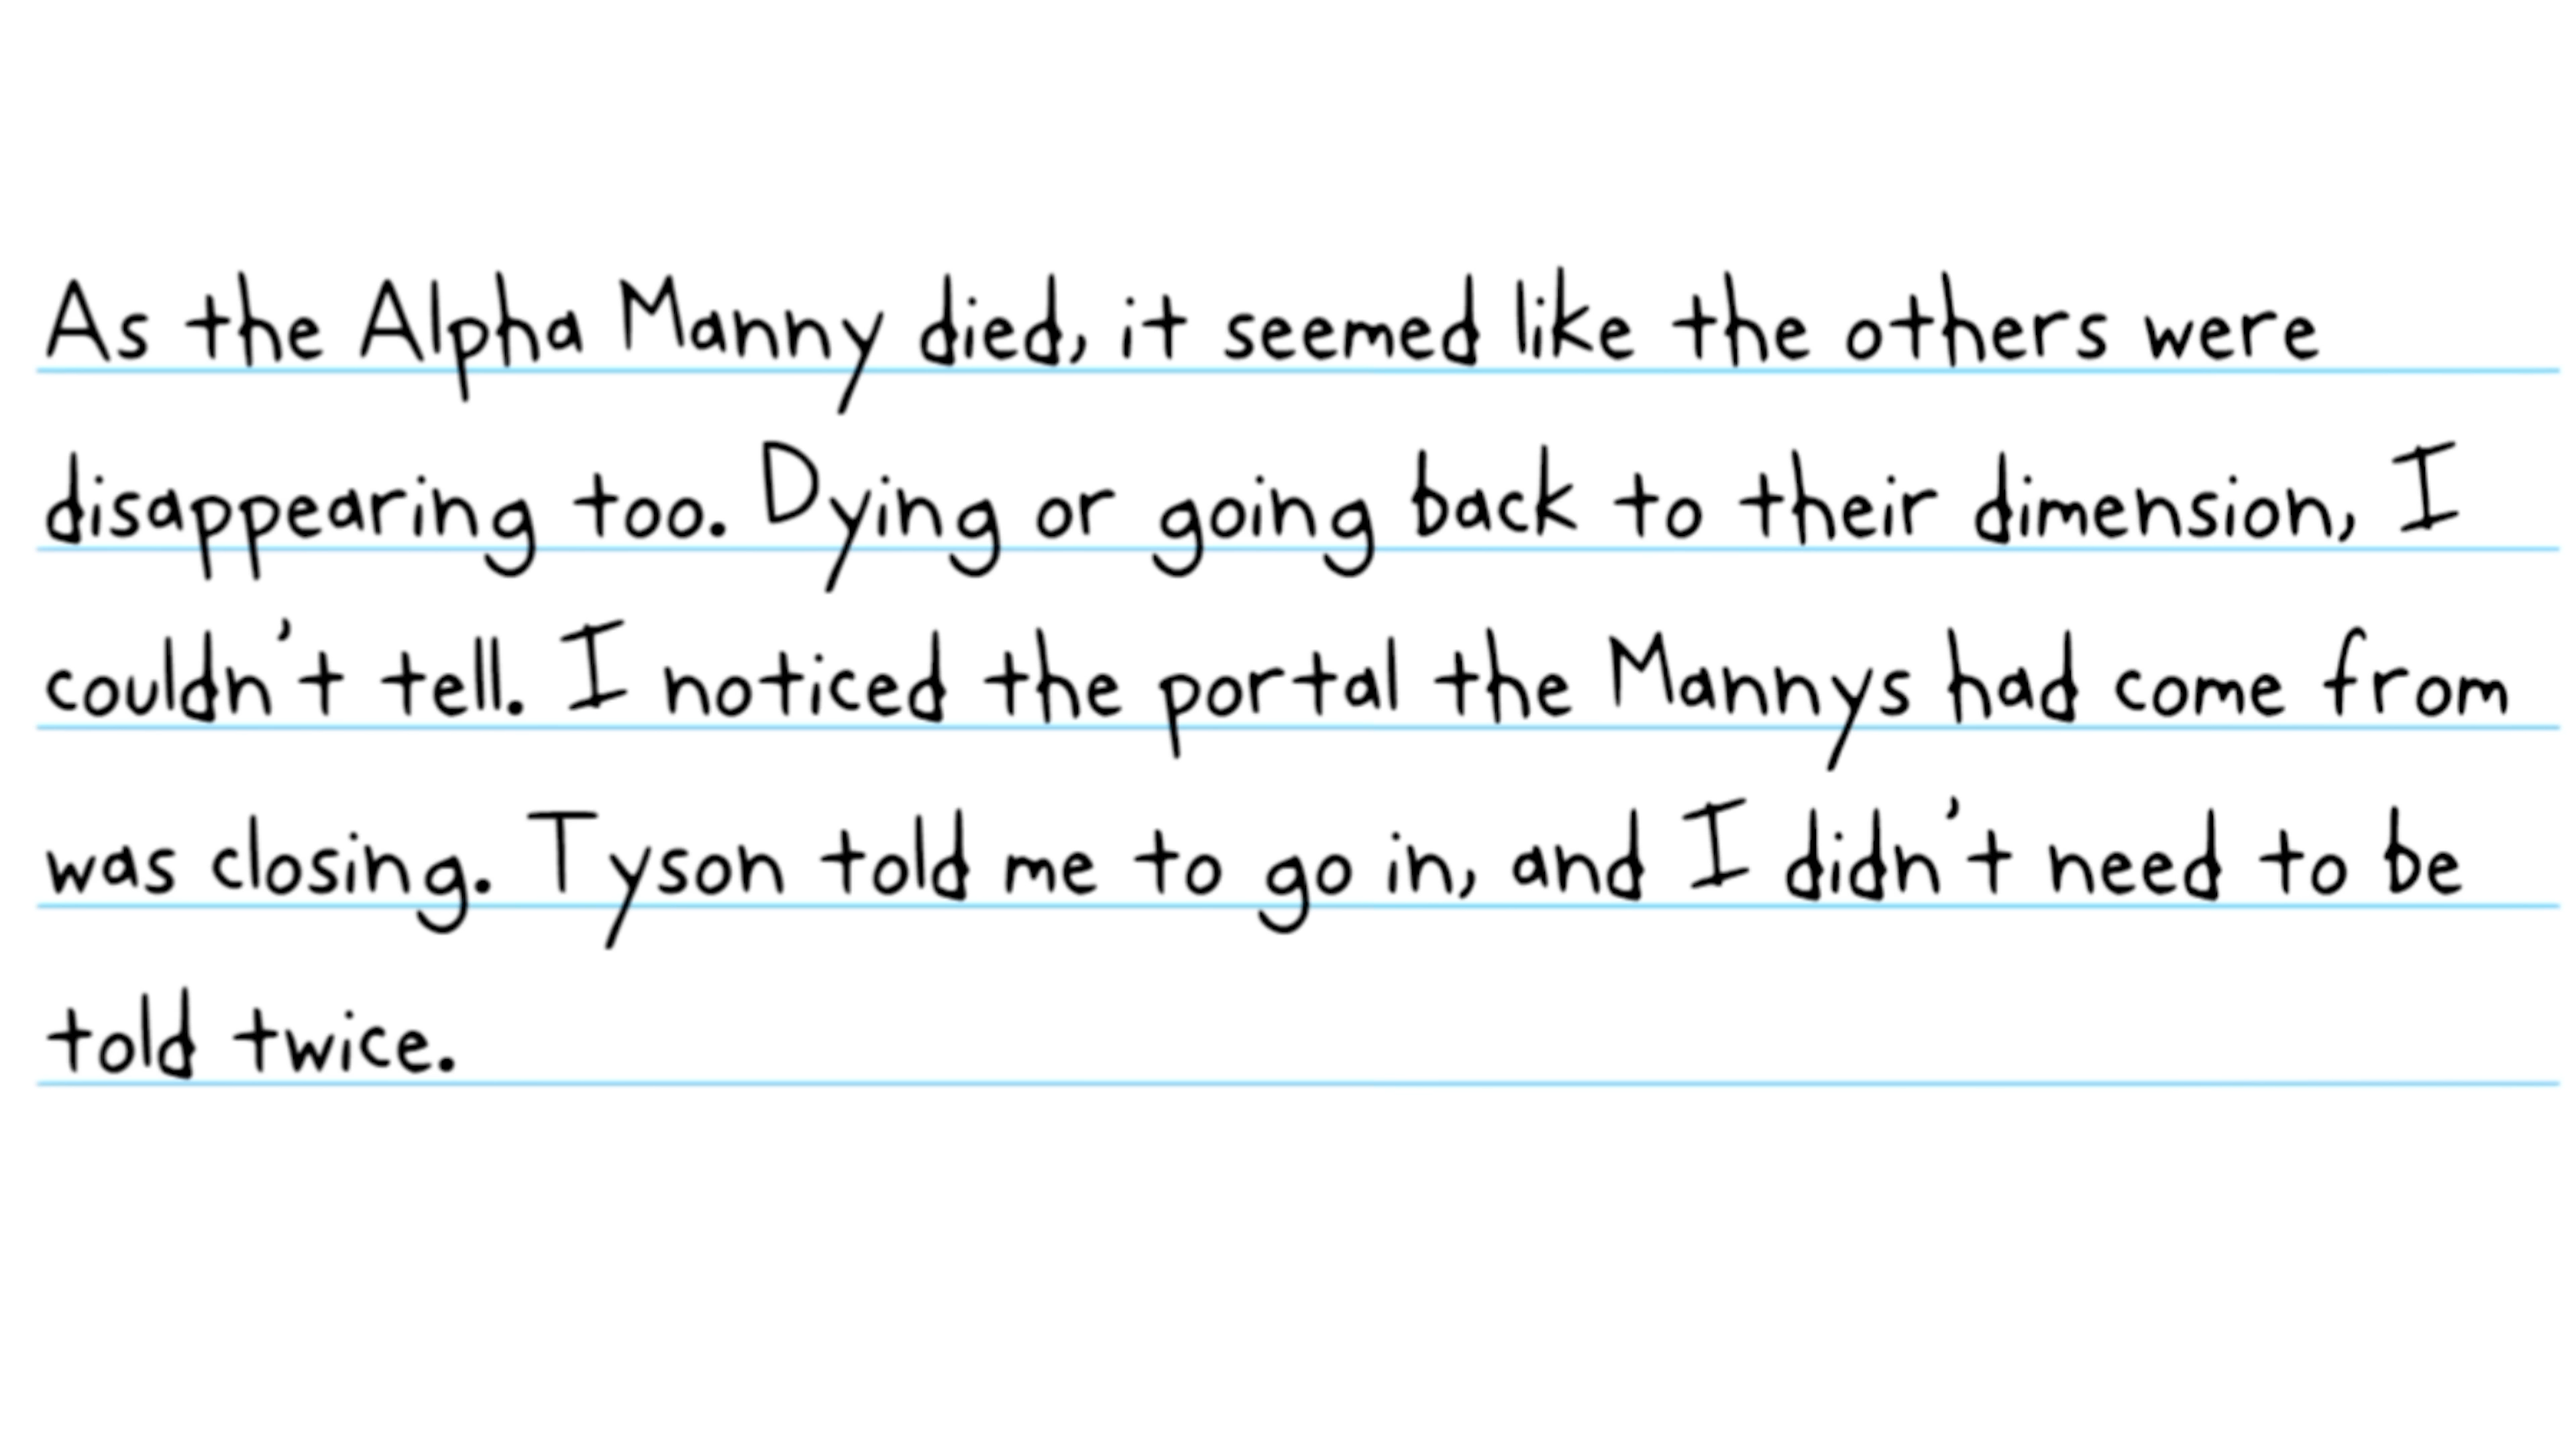 As the Alpha Manny died, it seemed like the others were
disappearing too. Dying or going back to their dimension, I
couldn't tell. I noticed the portal the Mannys had come from
was closing. Tyson told me to go in, and I didn't need to be
told twice.